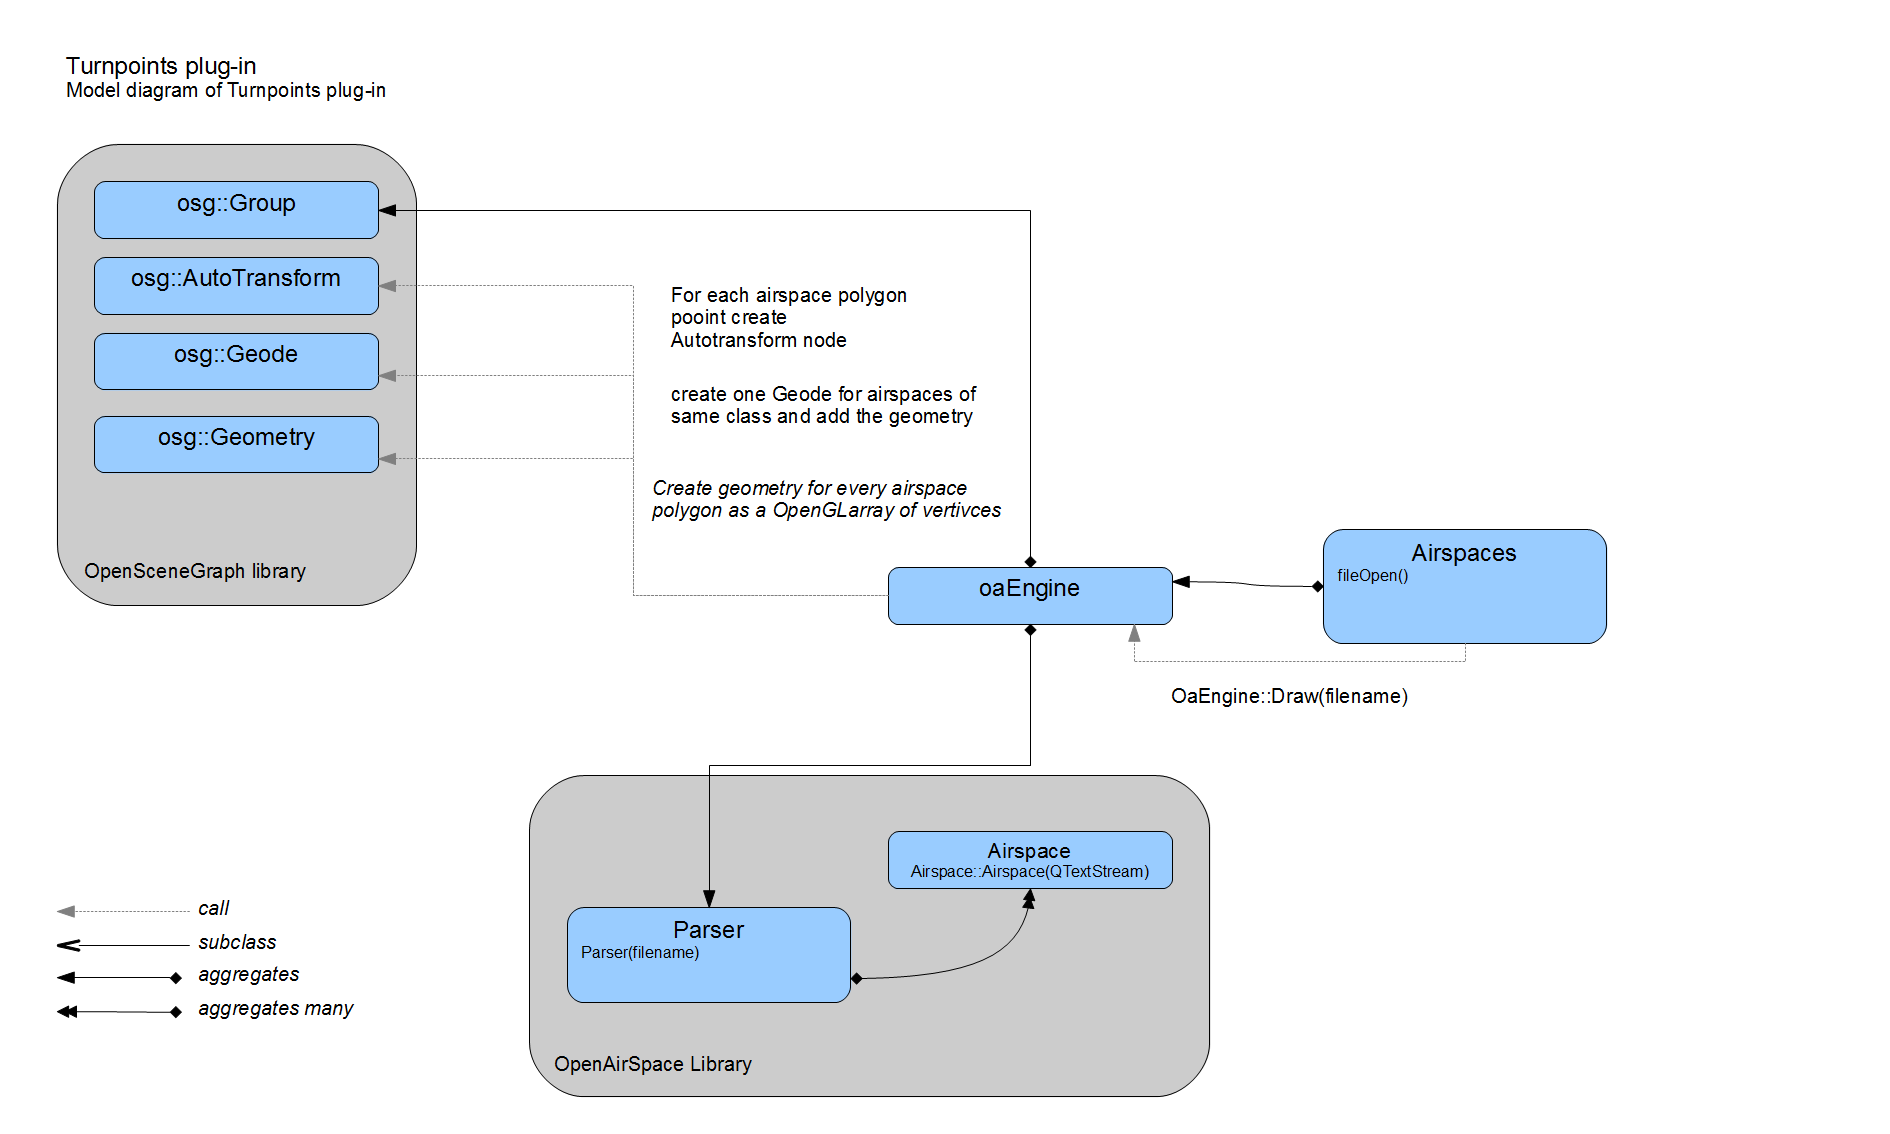 Turnpoints plug-in
Model diagram of Turnpoints plug-in
osg::Group
osg::AutoTransform
osg::Geode
osg::Geometry
OpenSceneGraph library
For each airspace polygon
pooint create
Autotransform node
create one Geode for airspaces of
same class and add the geometry
Create geometry for every airspace
polygon as a OpenGLarray of vertivces
oaEngine
Airspaces
fileOpen()
OaEngine::Draw(filename)
Airspace
Airspace::Airspace(QTextStream)
Parser
Parser(filename)
OpenAirSpace Library
call
subclass
aggregates
aggregates many